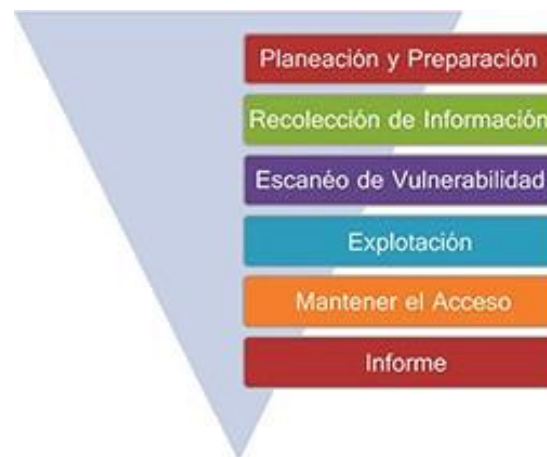 Planeación y Preparación
Recolección de Información
Escanéo de Vulnerabilidad
Explotación
Mantener el Acceso
Informe